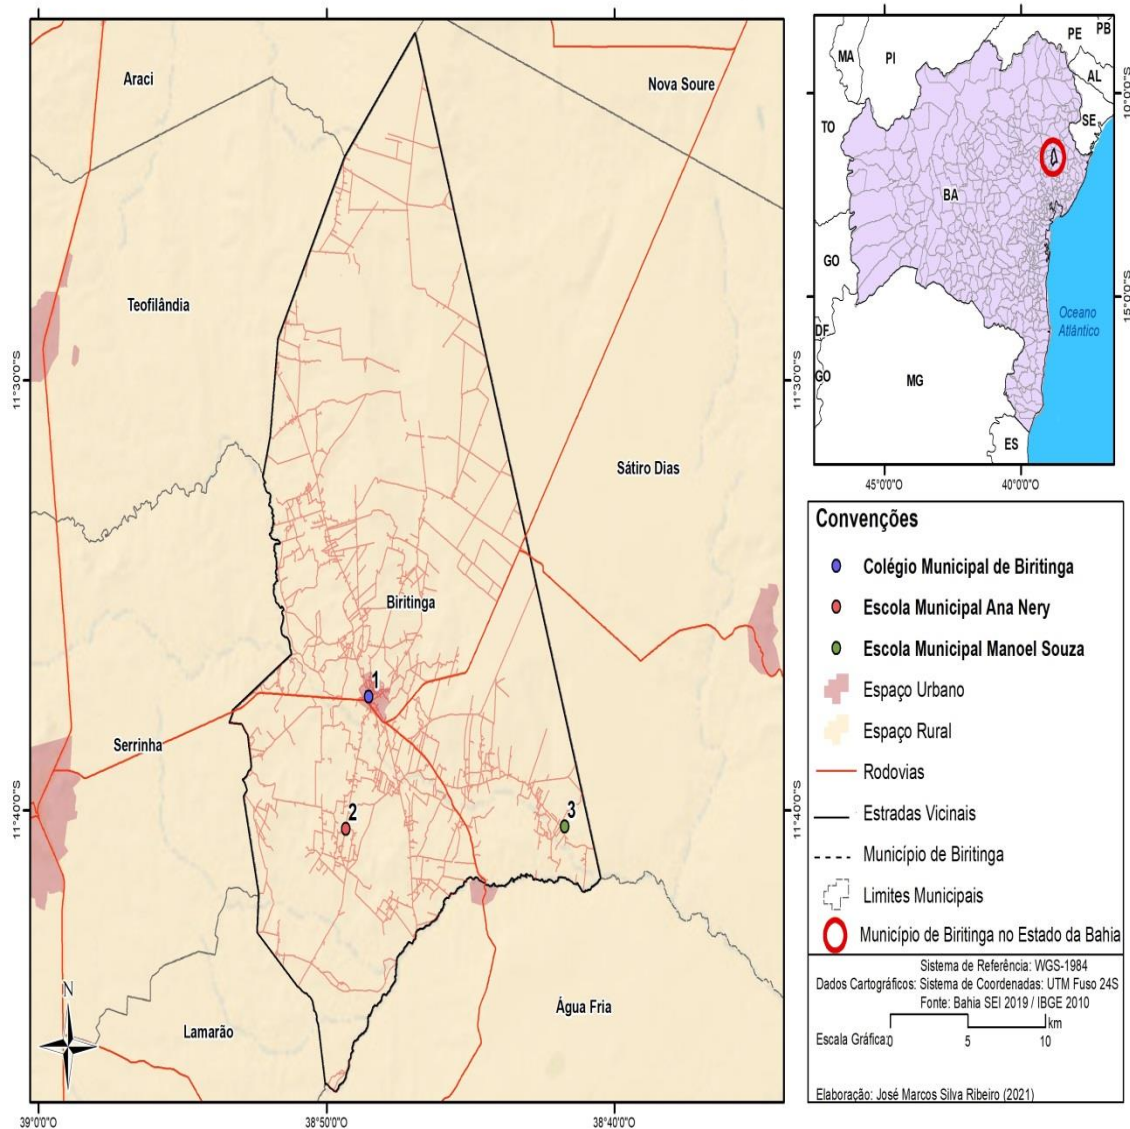 Araci
Nova Soure
Teofilândia
11°30'0"S
11°30'0"S
Sátiro Dias
Biritinga
1
Serrinha
11°40'0"S
11°40'0"S
2
3
N
Lamarão
Água Fria
39°0'0"O
38°50'0"O
38°40'0"O
MA
PI
PE
PB
AL
SE
TO
BA
GO
DF
GO
MG
ES
Oceano
Atlântico
10°0'0"S
15°0'0"S
45°0'0"O
40°0'0"O
Convenções
Colégio Municipal de Biritinga
Escola Municipal Ana Nery
Escola Municipal Manoel Souza
Espaço Urbano
Espaço Rural
Rodovias
Estradas Vicinais
Município de Biritinga
Limites Municipais
Município de Biritinga no Estado da Bahia
Sistema de Referência: WGS-1984
Dados Cartográficos: Sistema de Coordenadas: UTM Fuso 24S
Fonte: Bahia SEI 2019 / IBGE 2010
km
Escala Gráfica: 0 5 10
Elaboração: José Marcos Silva Ribeiro (2021)